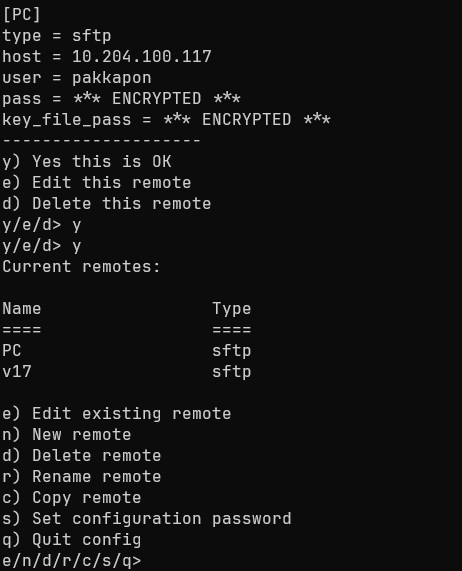 [PC]
type = sftp
host = 10.204.100.117
user = pakkapon
pass = *** ENCRYPTED ***
key_file_pass = *** ENCRYPTED ***
--------------------
y) Yes this is OK
e) Edit this remote
d) Delete this remote
y/e/d> y
y/e/d> y
Current remotes:

Name                 Type
====                 ====
PC                   sftp
v17                  sftp

e) Edit existing remote
n) New remote
d) Delete remote
r) Rename remote
c) Copy remote
s) Set configuration password
q) Quit config
e/n/d/r/c/s/q>